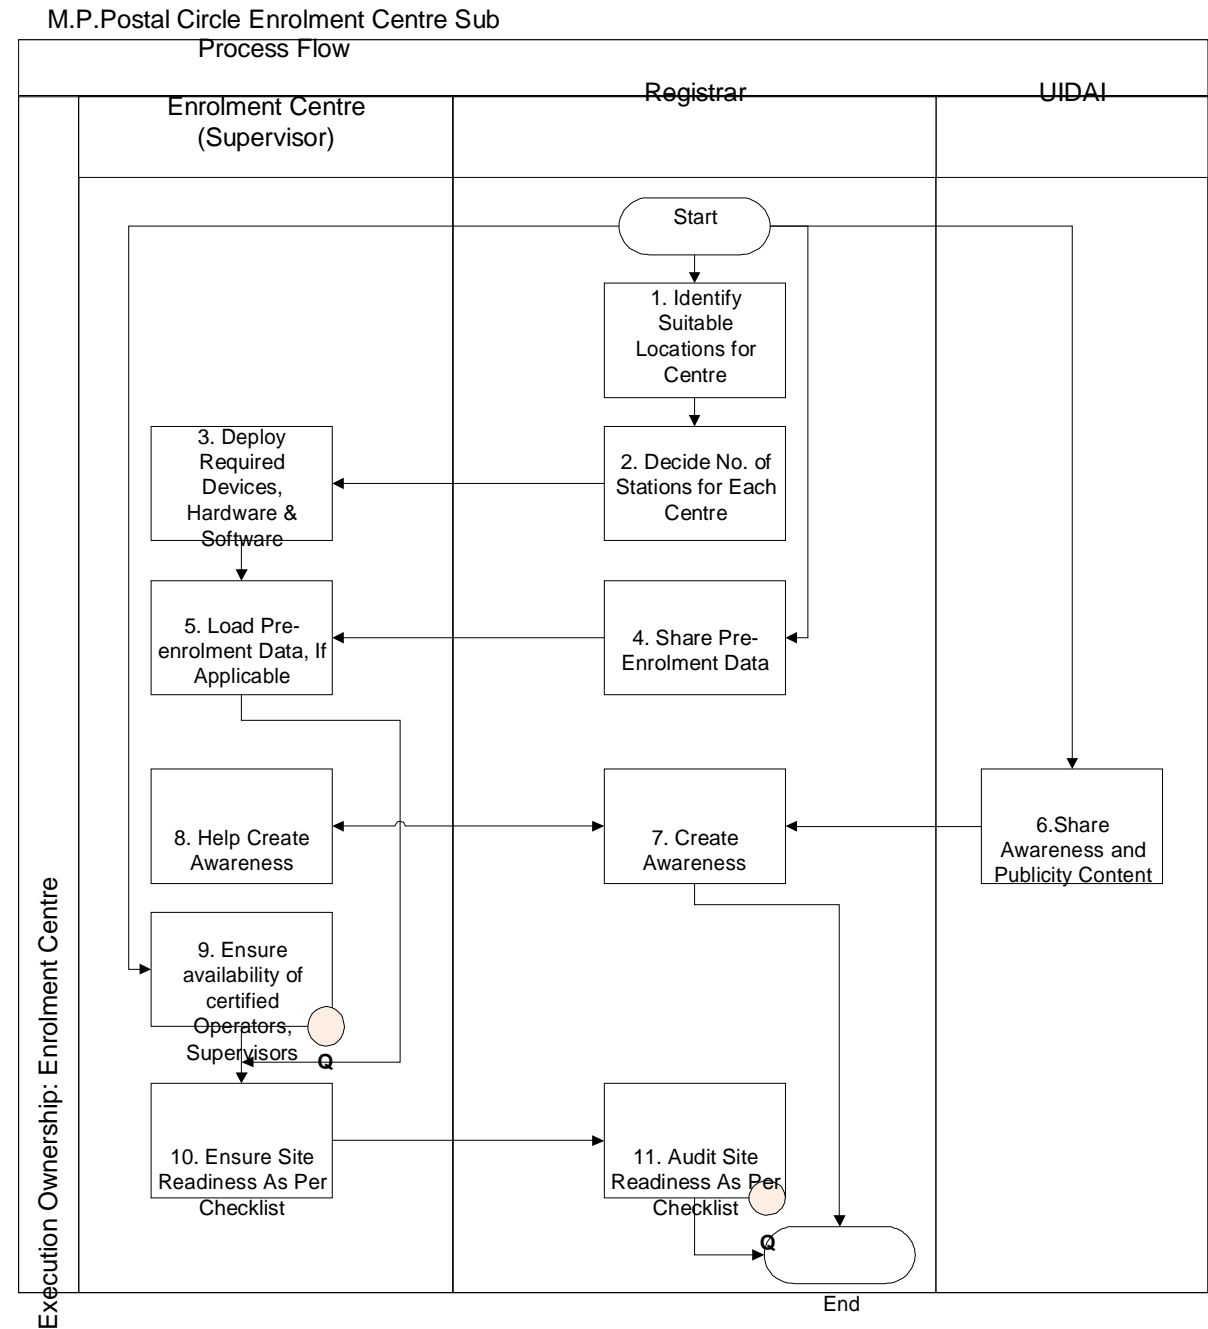 M.P.Postal Circle Enrolment Centre Sub
Process Flow
Enrolment Centre
(Supervisor)
Registrar
UIDAI
Start
1. Identify
Suitable
Locations for
Centre
3. Deploy
Required
Devices,
Hardware &
Software
2. Decide No. of
Stations for Each
Centre
5. Load Pre-
enrolment Data, If
Applicable
4. Share Pre-
Enrolment Data
8. Help Create
Awareness
7. Create
Awareness
6.Share
Awareness and
Publicity Content
9. Ensure
availability of
certified
Operators,
Supervisors
Q
10. Ensure Site
Readiness As Per
Checklist
11. Audit Site
Readiness As Per
Checklist
Q
End
Execution Ownership: Enrolment Centre